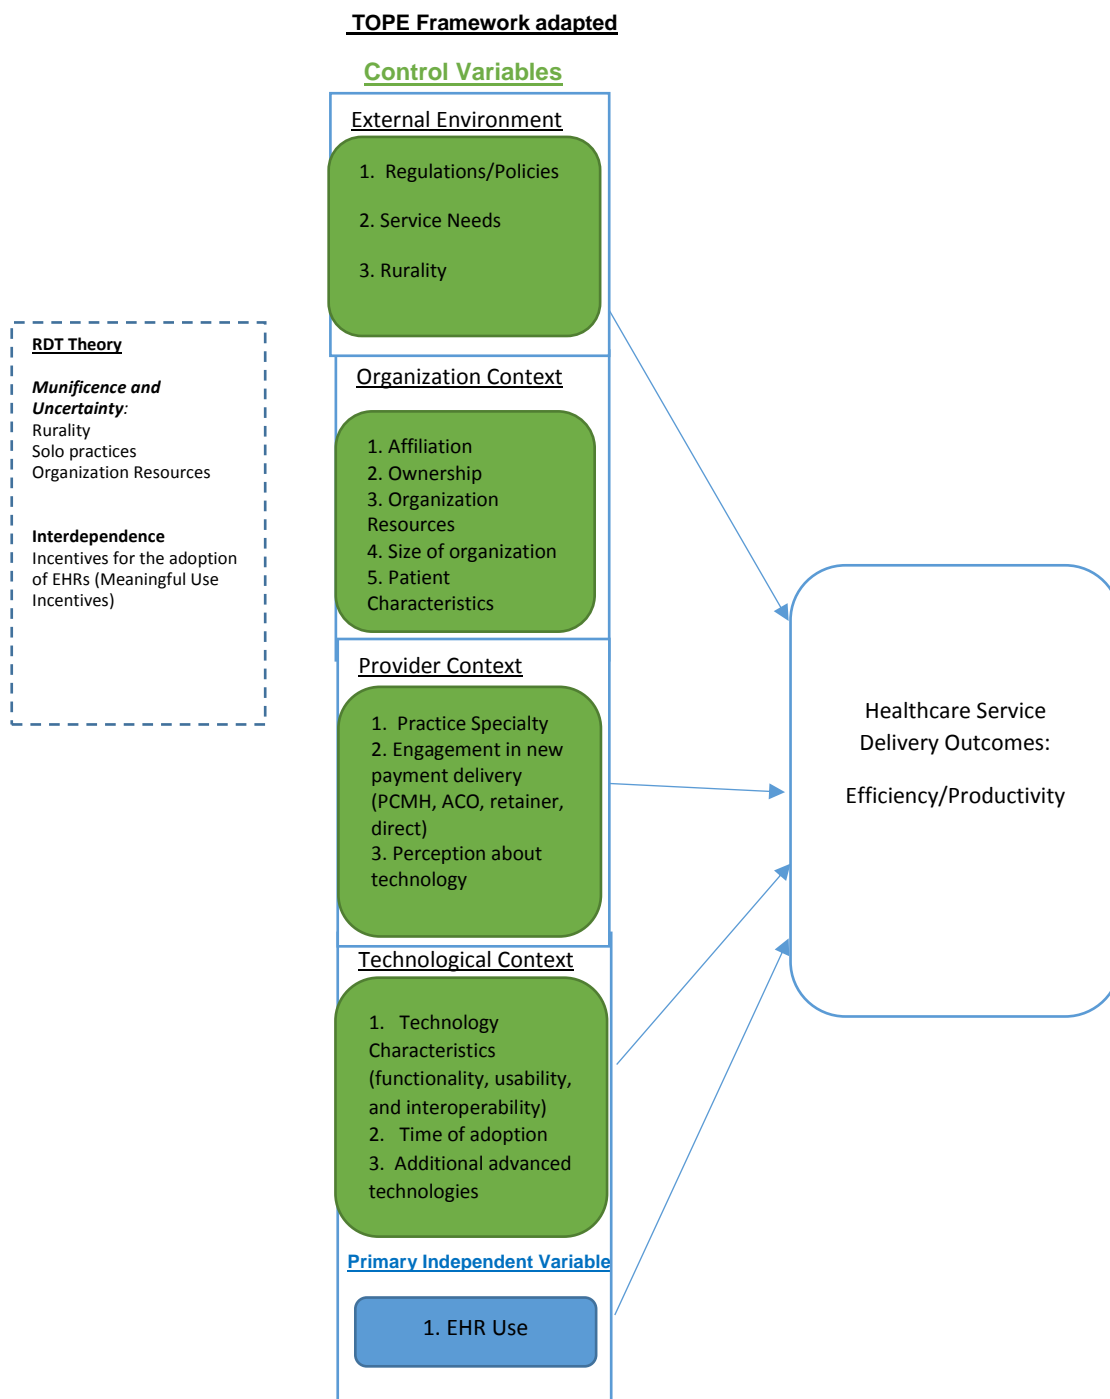 TOPE Framework adapted
Control Variables
External Environment
1. Regulations/Policies
2. Service Needs
3. Rurality
RDT Theory
Munificence and
Uncertainty:
Rurality
Solo practices
Organization Resources
Interdependence
Incentives for the adoption
of EHRs (Meaningful Use
Incentives)
Organization Context
1. Affiliation
2. Ownership
3. Organization
Resources
4. Size of organization
5. Patient
Characteristics
Provider Context
1. Practice Specialty
2. Engagement in new
payment delivery
(PCMH, ACO, retainer,
direct)
3. Perception about
technology
Technological Context
1. Technology
Characteristics
(functionality, usability,
and interoperability)
2. Time of adoption
3. Additional advanced
technologies
Primary Independent Variable
1. EHR Use
Healthcare Service
Delivery Outcomes:
Efficiency/Productivity